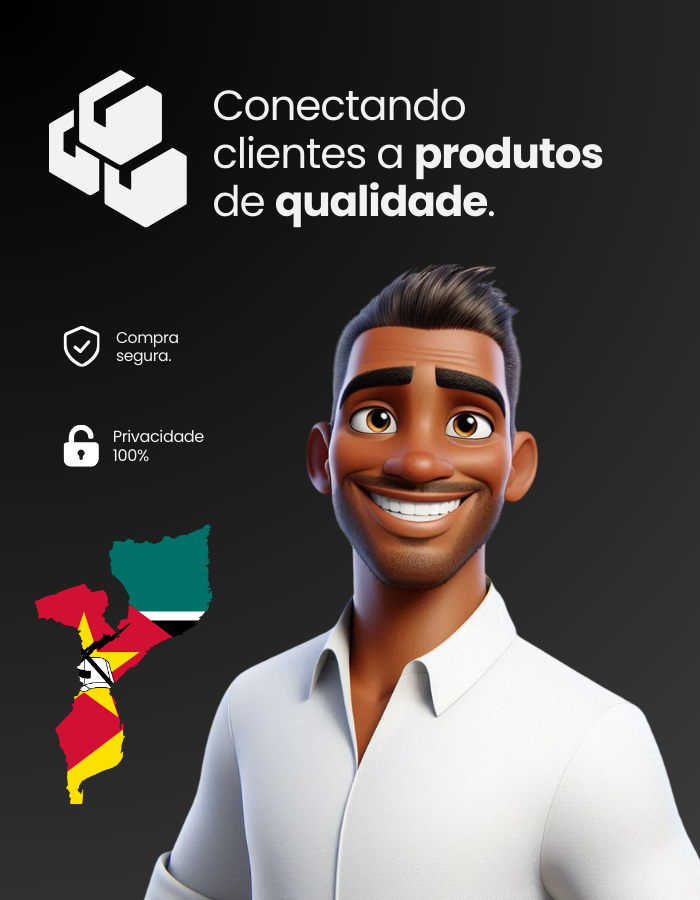 Conectando
clientes a produtos
de qualidade.
Compra
segura.
Privacidade
100%